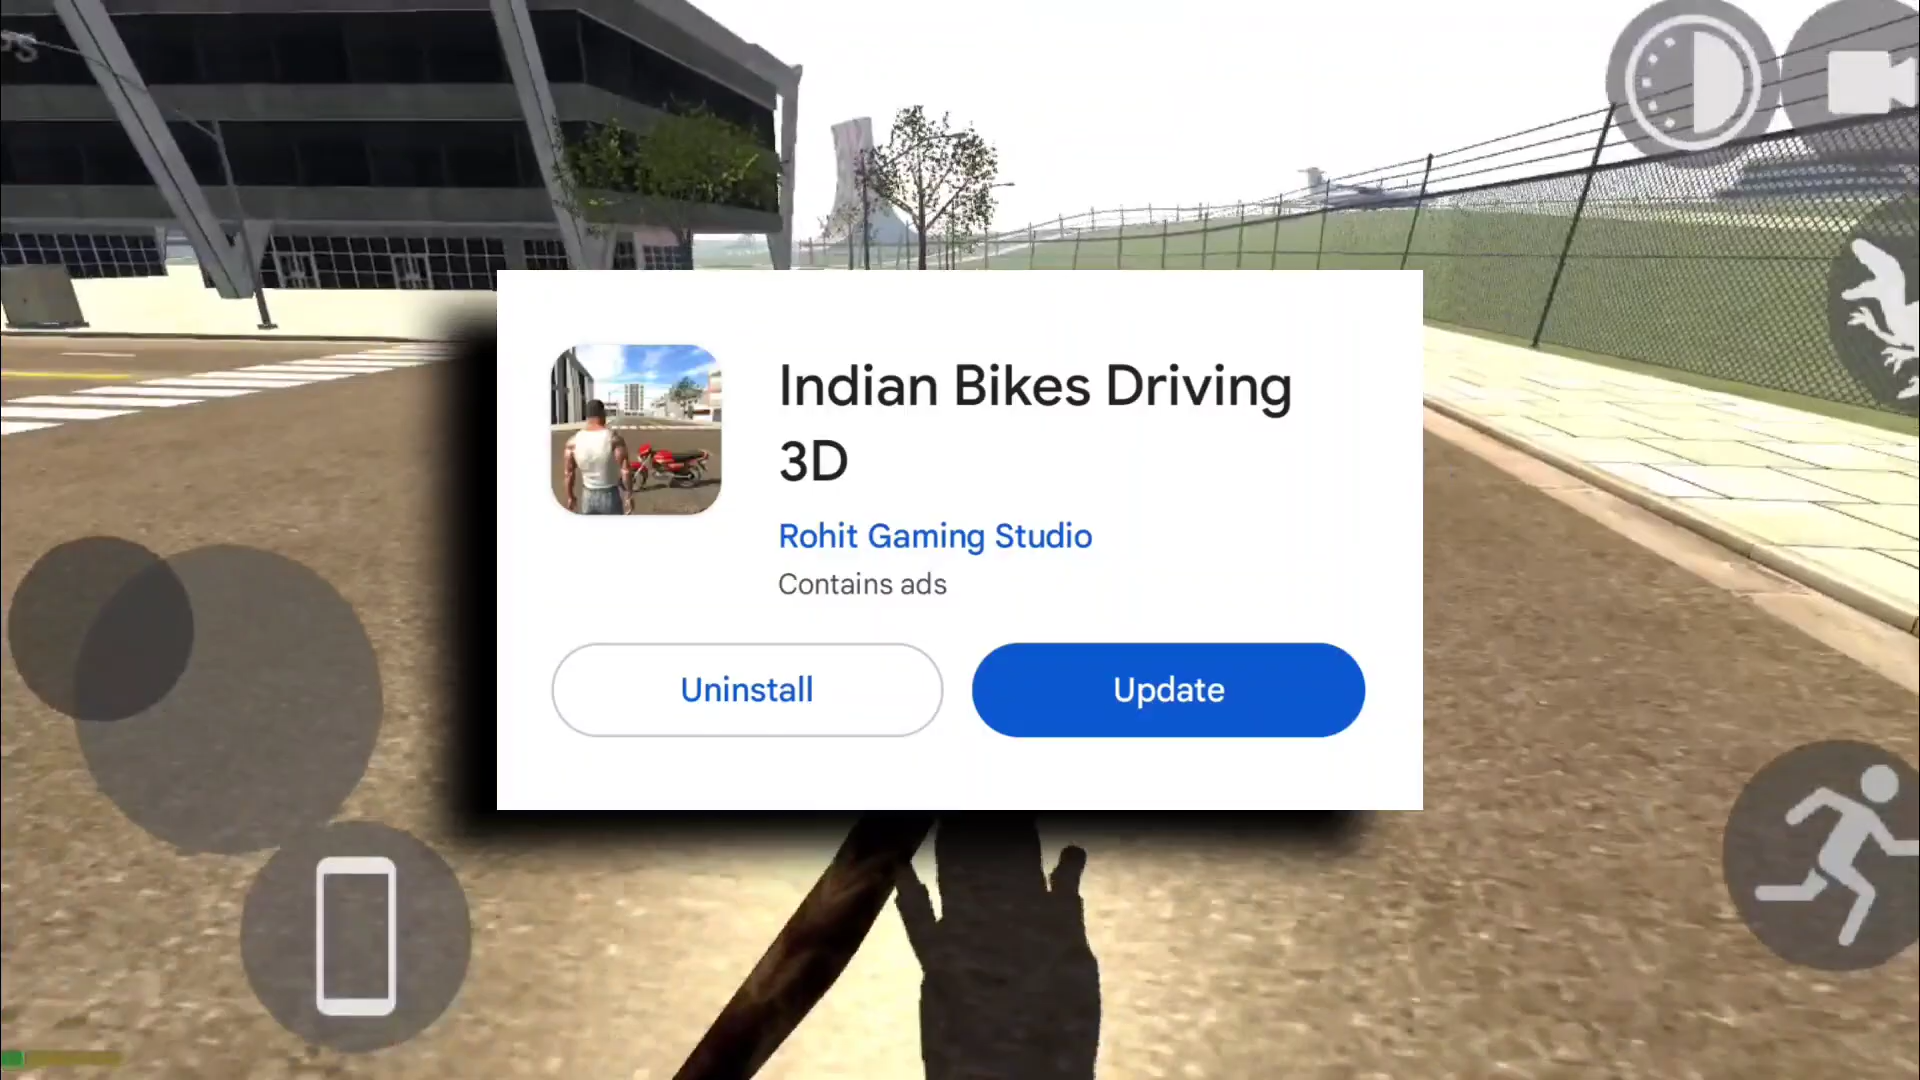 Indian Bikes Driving
3D
Rohit Gaming Studio
Contains ads
Uninstall
Update